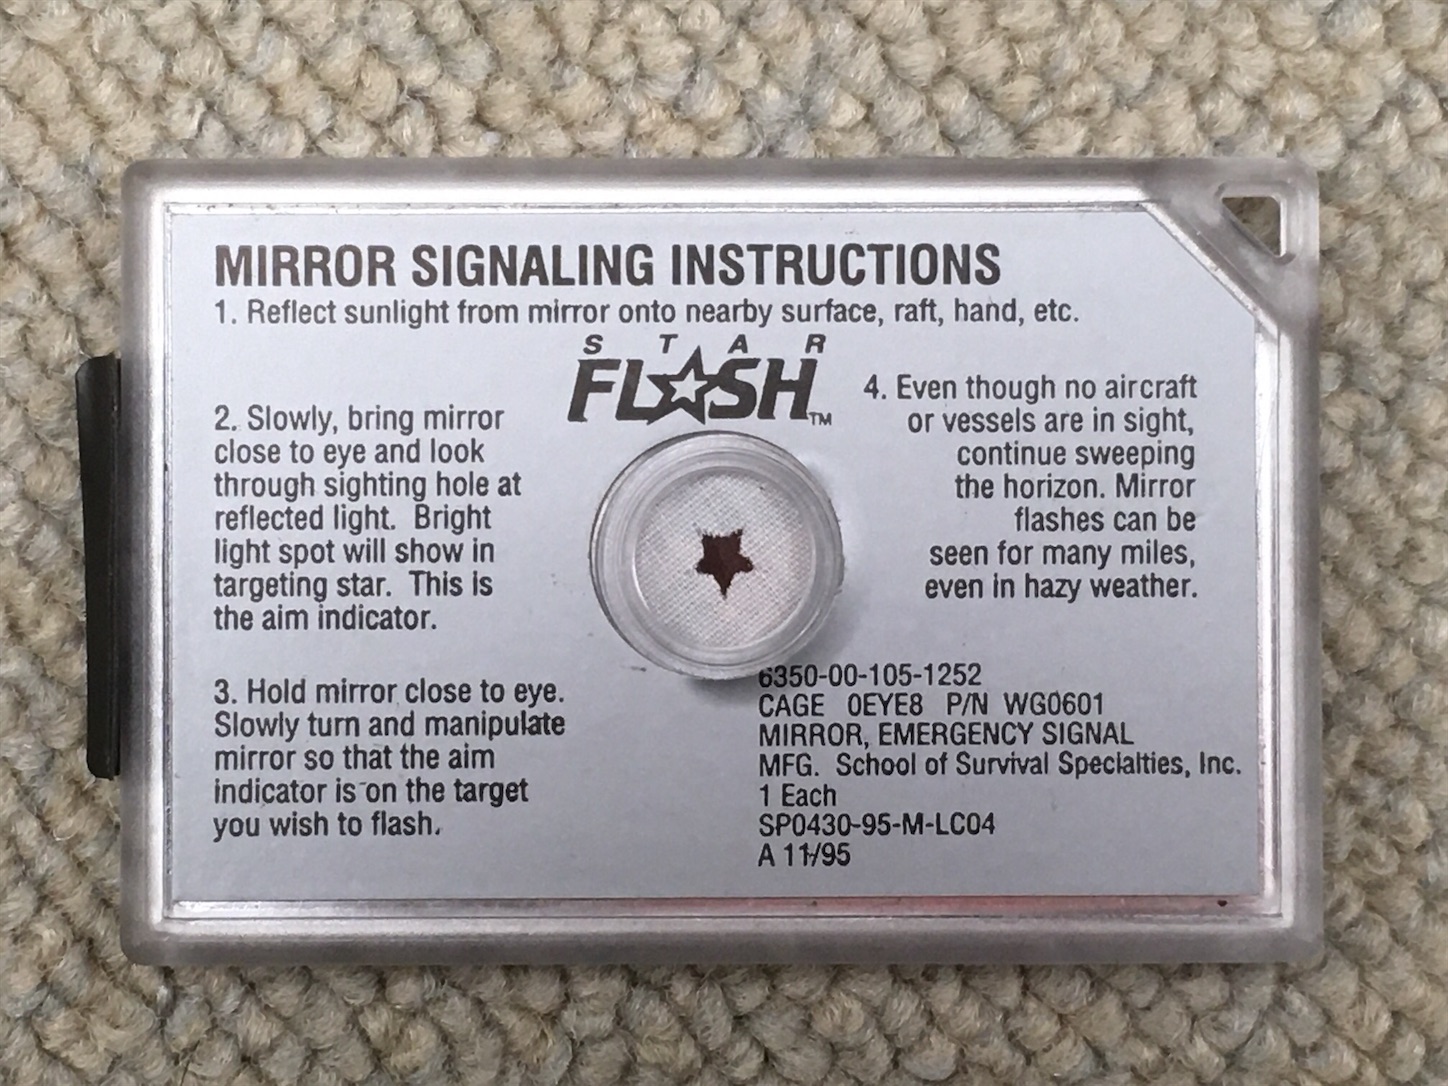 MIRROR SIGNALING INSTRUCTIONS
1. Reflect sunlight from mirror onto nearby surface, raft, hand, etc.
STAR
FLASH™
2. Slowly, bring mirror
close to eye and look
through sighting hole at
reflected light. Bright
light spot will show in
targeting star. This is
the aim indicator.
3. Hold mirror close to eye.
Slowly turn and manipulate
mirror so that the aim
indicator is on the target
you wish to flash.
4. Even though no aircraft
or vessels are in sight,
continue sweeping
the horizon. Mirror
flashes can be
seen for many miles,
even in hazy weather.
6350-00-105-1252
CAGE 0EYE8 P/N WG0601
MIRROR, EMERGENCY SIGNAL
MFG. School of Survival Specialties, Inc.
1 Each
SP0430-95-M-LC04
A 11/95